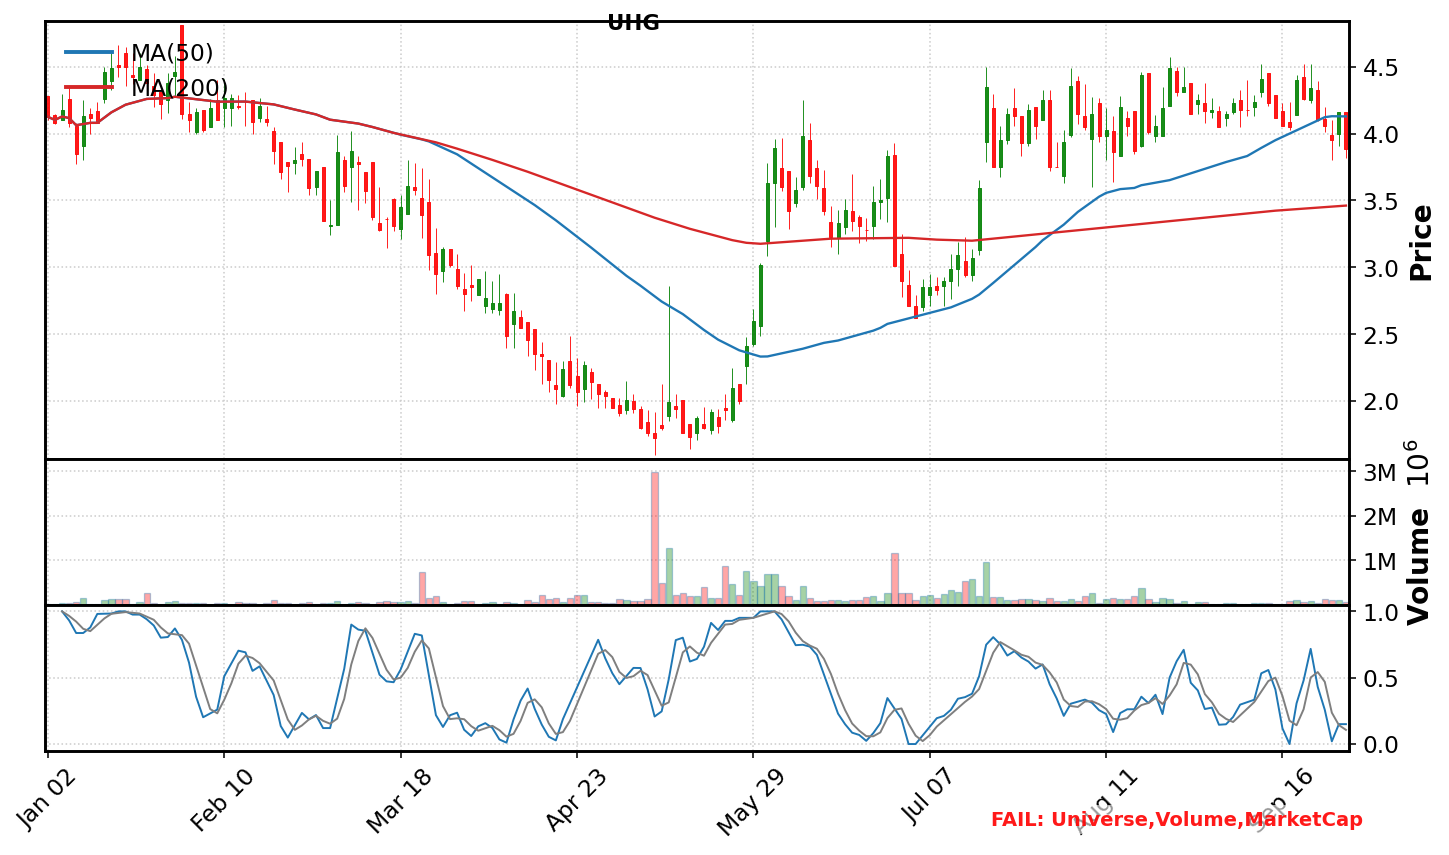 UHG
MA(50)
MA(200)
4.5
4.0
3.5
3.0
2.5
2.0
Price
3M
2M
1M
Volume 10^6
1.0
0.5
0.0
Jan 02
Feb 10
Mar 18
Apr 23
May 29
Jul 07
Aug 11
Sep 16
FAIL: Universe,Volume,MarketCap